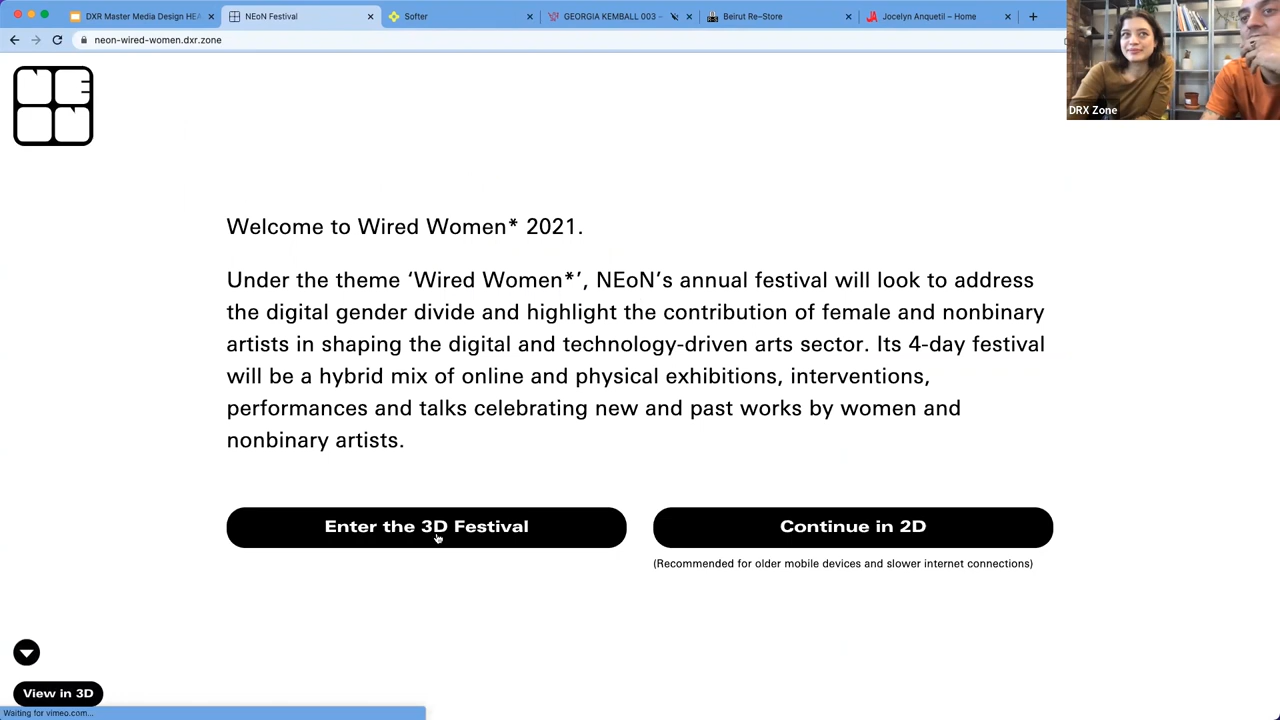 DXR Master Media Design HEA
NEoN Festival
Softer
GEORGIA KEMBALL 003 –
Beirut Re–Store
Jocelyn Anquetil – Home
neon-wired-women.dxr.zone
DRX Zone
NEON
Welcome to Wired Women* 2021.
Under the theme ‘Wired Women*’, NEoN’s annual festival will look to address
the digital gender divide and highlight the contribution of female and nonbinary
artists in shaping the digital and technology-driven arts sector. Its 4-day festival
will be a hybrid mix of online and physical exhibitions, interventions,
performances and talks celebrating new and past works by women and
nonbinary artists.
Enter the 3D Festival
Continue in 2D
(Recommended for older mobile devices and slower internet connections)
View in 3D
Waiting for vimeo.com...